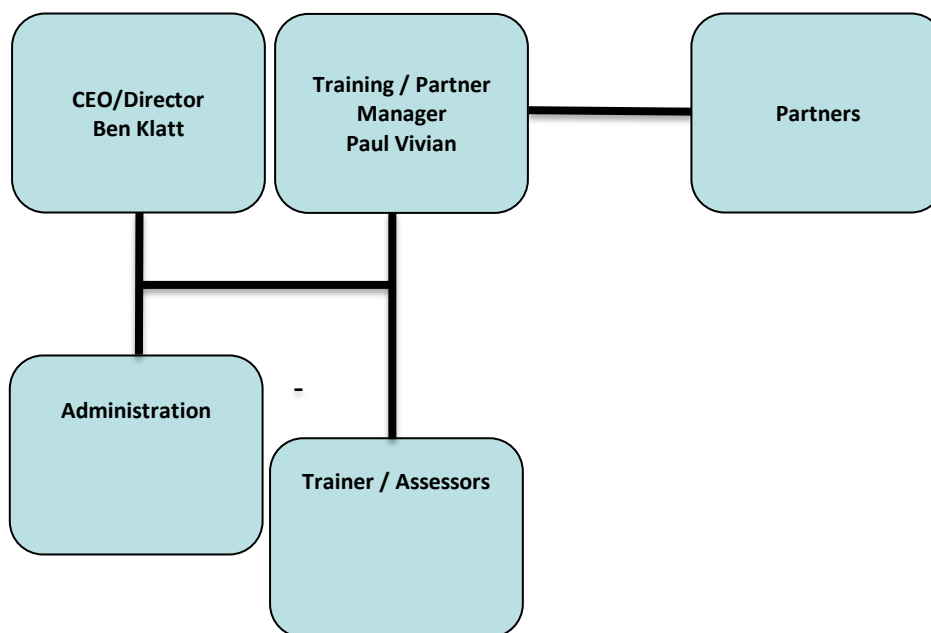 CEO/Director
Ben Klatt
Training / Partner
Manager
Paul Vivian
Partners
Administration
-
Trainer / Assessors